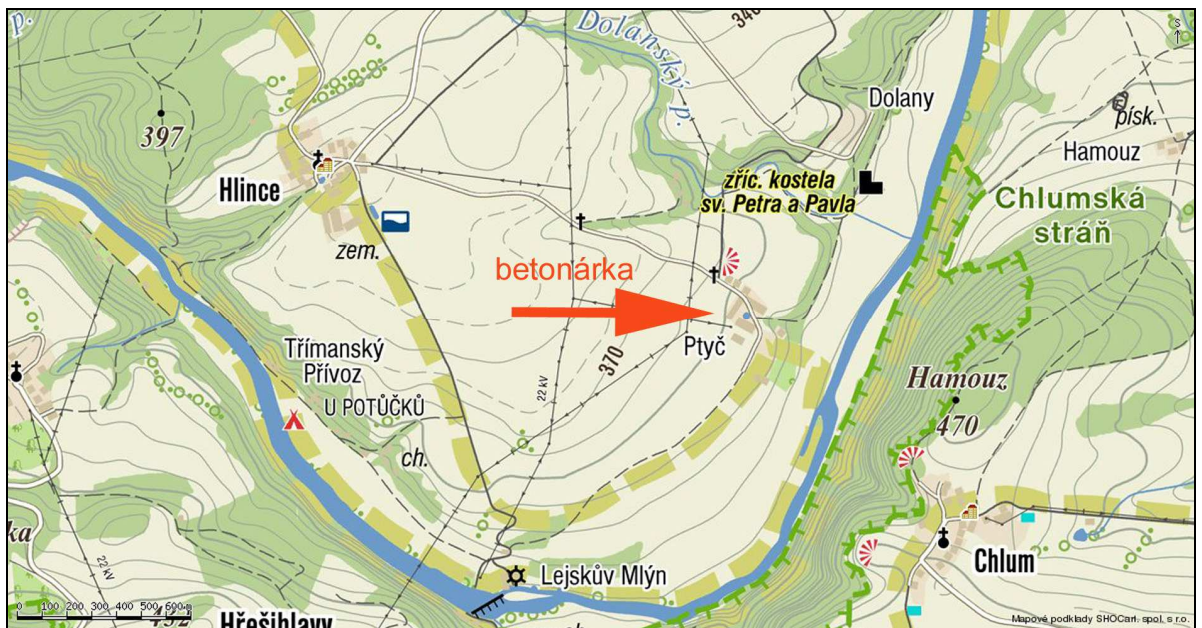 p.
Dolanský p.
340
S
Dolany
písk.
397
Hamouz
Hlince
zříc. kostela
sv. Petra a Pavla
Chlumská
stráň
zem.
betonárka
Třímanský
Přívoz
Ptyč
370
22 kV
Hamouz
470
U POTŮČKŮ
ch.
ka
22 kV
Chlum
Lejskův Mlýn
0 100 200 300 400 500 600m
452
Hřešihlavy
Mapové podklady SHOCart, spol. s r.o.